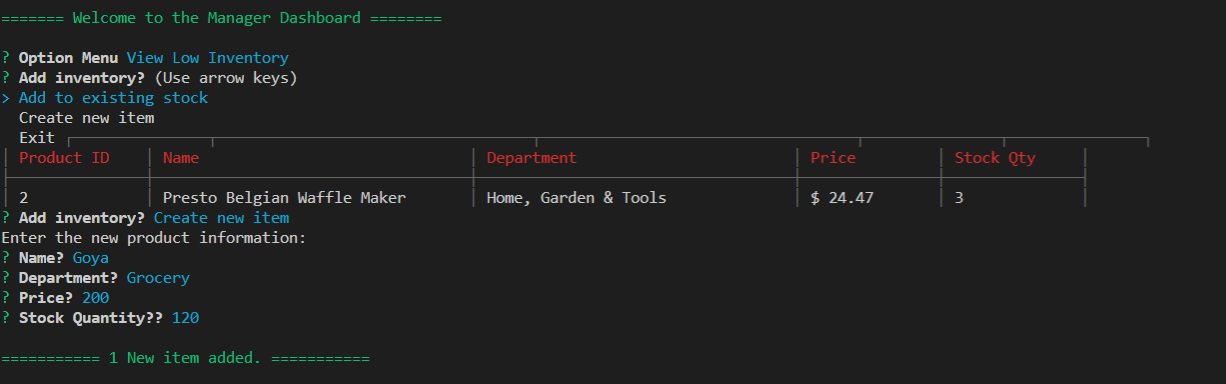 ======= Welcome to the Manager Dashboard ========
? Option Menu View Low Inventory
? Add inventory? (Use arrow keys)
> Add to existing stock
Create new item
Exit
Product ID Name Department Price Stock Qty
2 Presto Belgian Waffle Maker Home, Garden & Tools $ 24.47 3
? Add inventory? Create new item
Enter the new product information:
? Name? Goya
? Department? Grocery
? Price? 200
? Stock Quantity?? 120
=========== 1 New item added. ===========